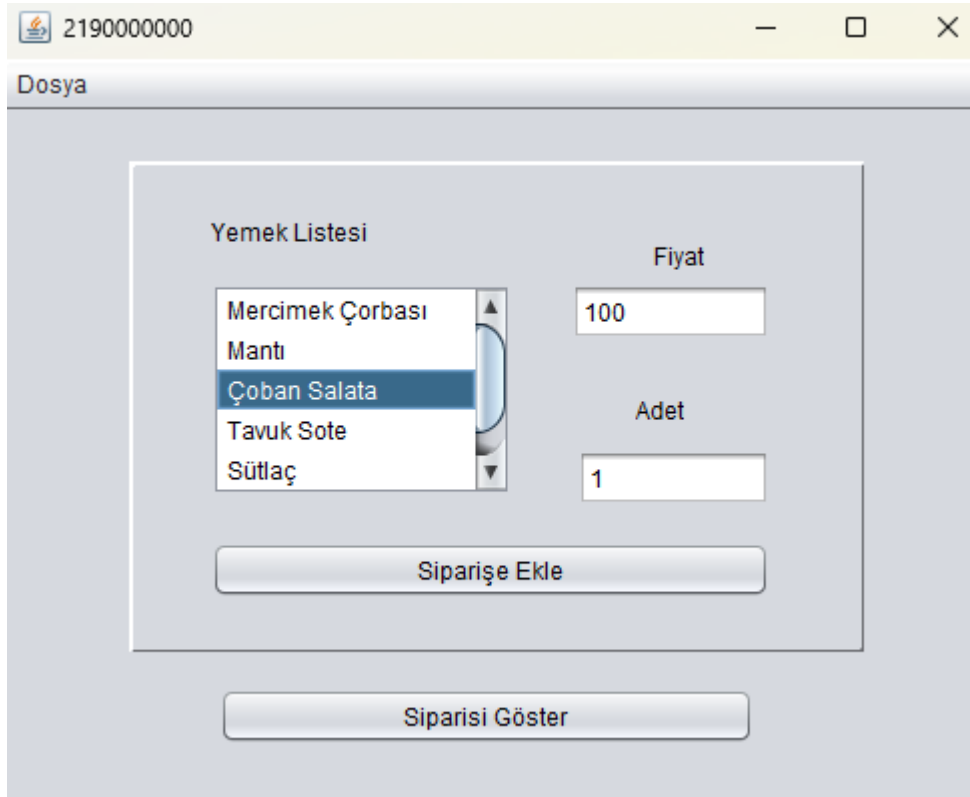 2190000000
Dosya
Yemek Listesi
Mercimek Çorbası
Mantı
Çoban Salata
Tavuk Sote
Sütlaç
Fiyat
100
Adet
1
Siparişe Ekle
Siparisi Göster